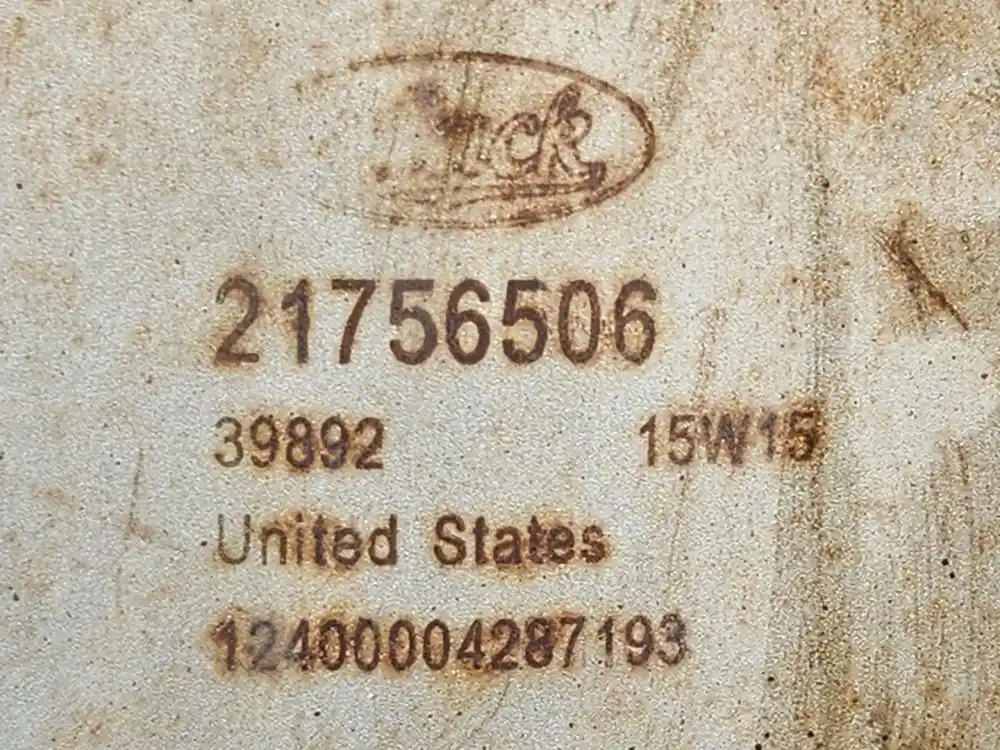 21756506
39892 15W15
United States
12400004287193